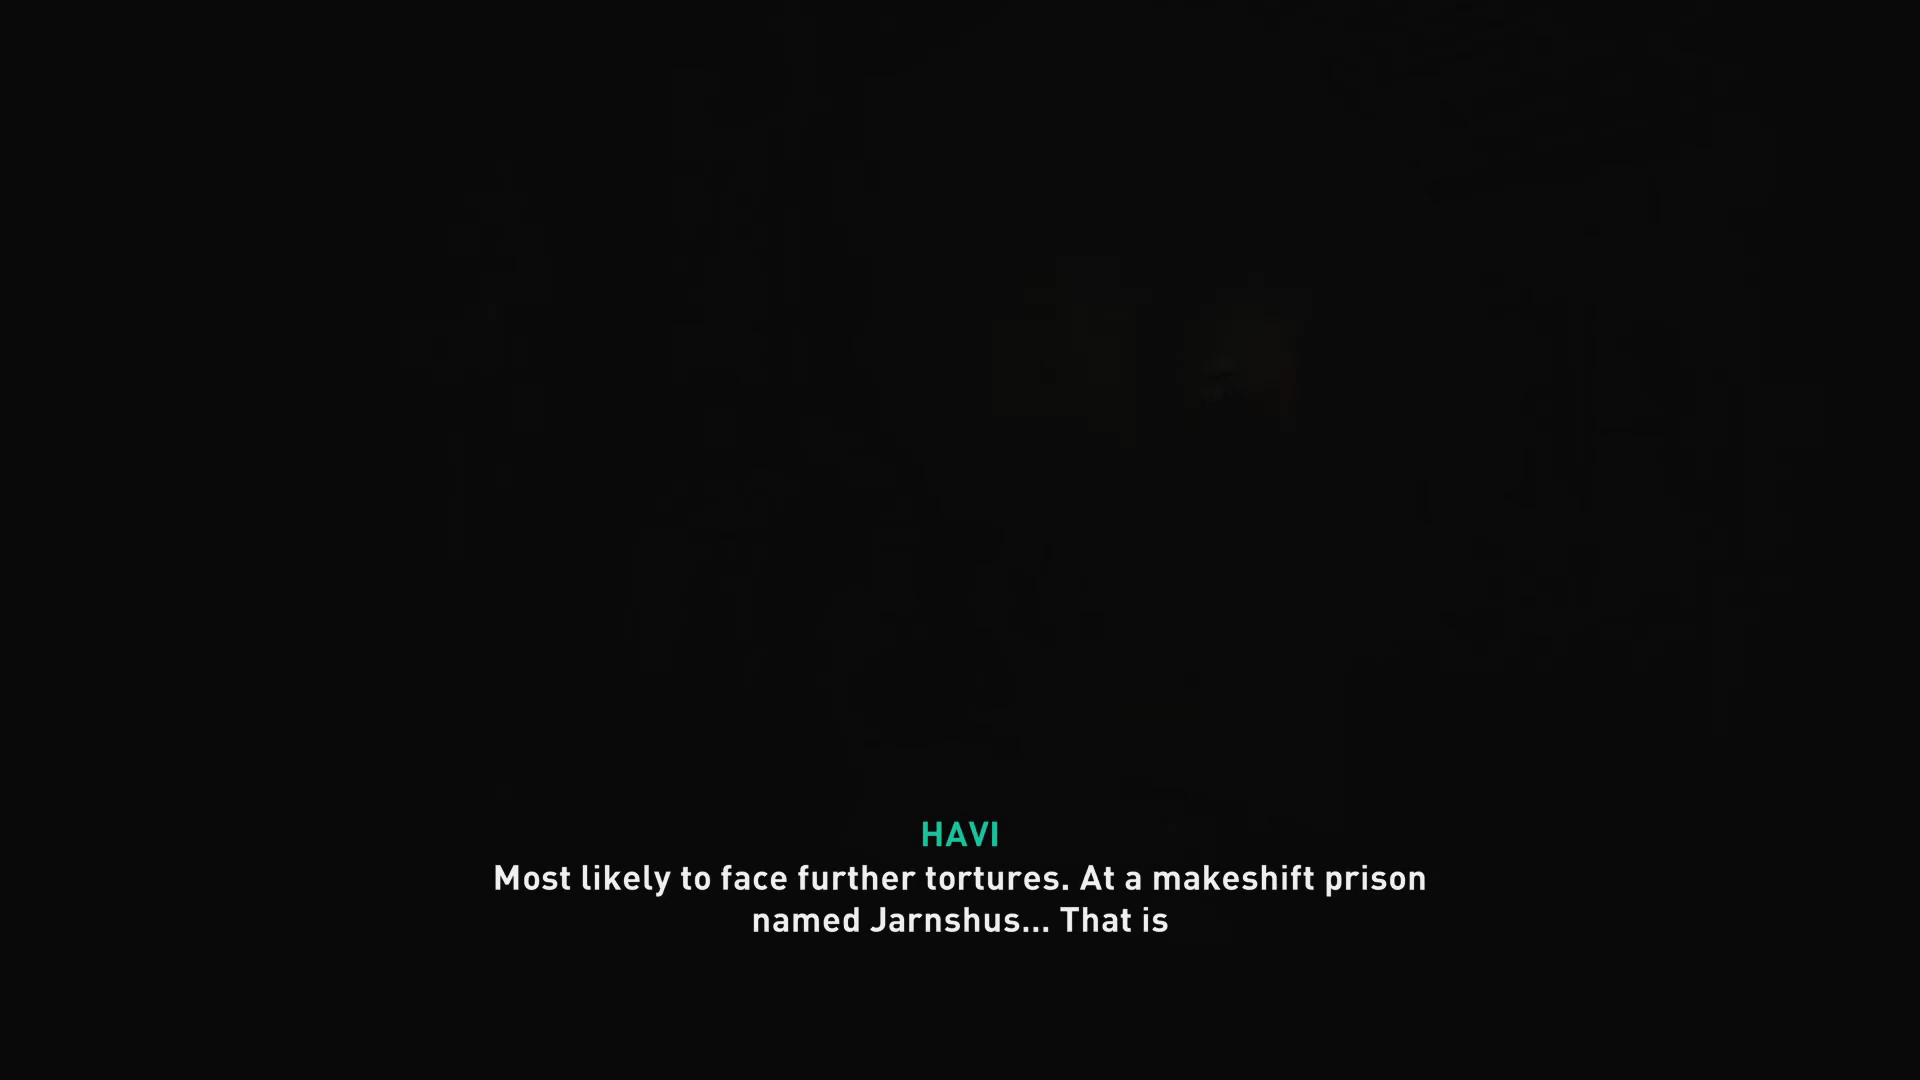 HAVI
Most likely to face further tortures. At a makeshift prison
named Jarnshus... That is